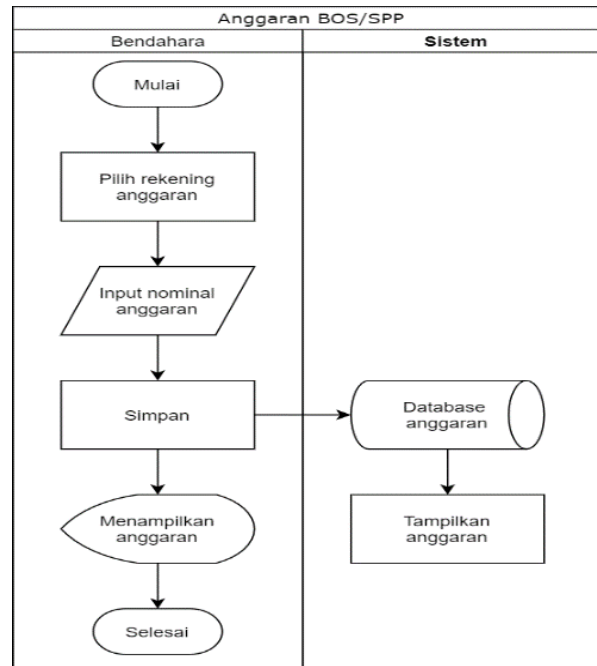 Anggaran BOS/SPP
Bendahara
Sistem
Mulai
Pilih rekening
anggaran
Input nominal
anggaran
Simpan
Database
anggaran
Menampilkan
anggaran
Tampilkan
anggaran
Selesai